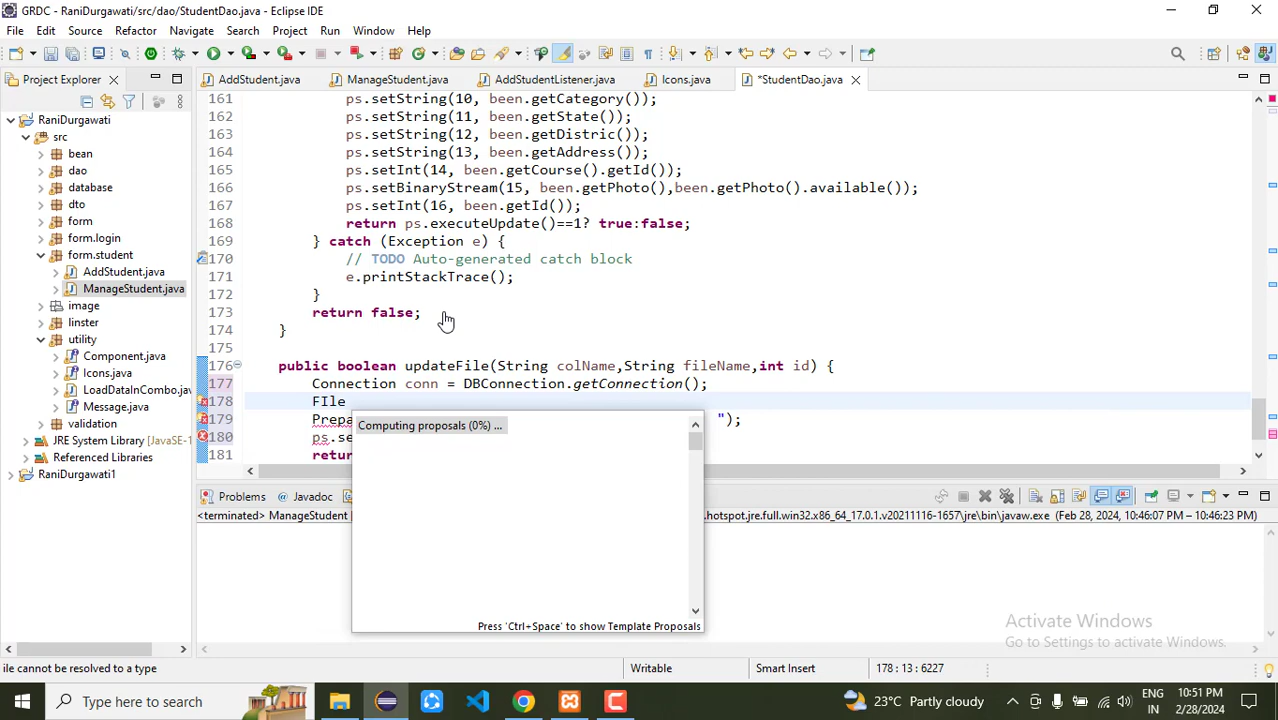 GRDC - RaniDurgawati/src/dao/StudentDao.java - Eclipse IDE
File Edit Source Refactor Navigate Search Project Run Window Help
Project Explorer
AddStudent.java ManageStudent.java AddStudentListener.java Icons.java *StudentDao.java
RaniDurgawati
src
bean
dao
database
dto
form
form.login
form.student
AddStudent.java
ManageStudent.java
image
linster
utility
Component.java
Icons.java
LoadDataInCombo.jav
Message.java
validation
JRE System Library [JavaSE-1
Referenced Libraries
RaniDurgawati1
161 ps.setString(10, been.getCategory());
162 ps.setString(11, been.getState());
163 ps.setString(12, been.getDistric());
164 ps.setString(13, been.getAddress());
165 ps.setInt(14, been.getCourse().getId());
166 ps.setBinaryStream(15, been.getPhoto(),been.getPhoto().available());
167 ps.setInt(16, been.getId());
168 return ps.executeUpdate()==1? true:false;
169 } catch (Exception e) {
170 // TODO Auto-generated catch block
171 e.printStackTrace();
172 }
173 return false;
174 }
175
176 public boolean updateFile(String colName,String fileName,int id) {
177 Connection conn = DBConnection.getConnection();
178 FIle
179 Prepa ");
180 ps.se
181 retur
Computing proposals (0%) ...
Press 'Ctrl+Space' to show Template Proposals
Problems Javadoc
<terminated> ManageStudent .hotspot.jre.full.win32.x86_64_17.0.1.v20211116-1657\jre\bin\javaw.exe (Feb 28, 2024, 10:46:07 PM – 10:46:23 PM)
Activate Windows
Go to Settings to activate Windows.
ile cannot be resolved to a type Writable Smart Insert 178 : 13 : 6227
Type here to search
23°C Partly cloudy
ENG
IN
10:51 PM
2/28/2024